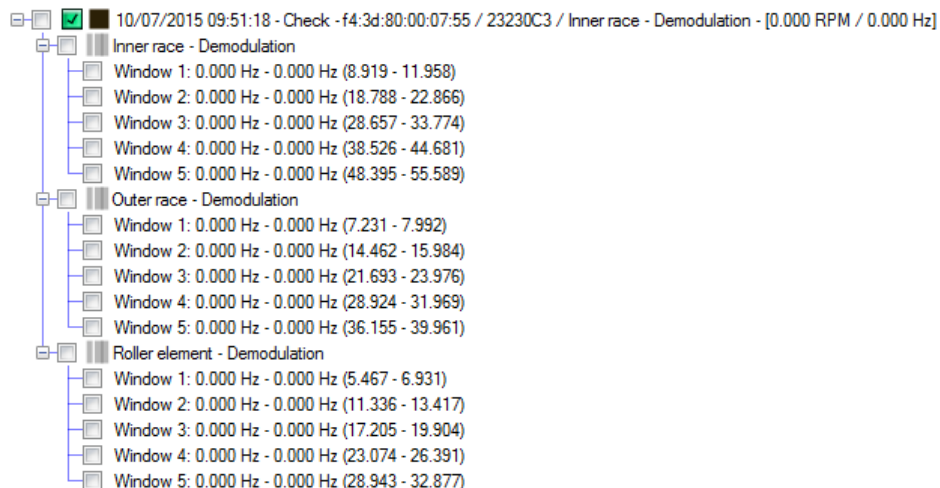 10/07/2015 09:51:18 - Check - f4:3d:80:00:07:55 / 23230C3 / Inner race - Demodulation - [0.000 RPM / 0.000 Hz]
Inner race - Demodulation
Window 1: 0.000 Hz - 0.000 Hz (8.919 - 11.958)
Window 2: 0.000 Hz - 0.000 Hz (18.788 - 22.866)
Window 3: 0.000 Hz - 0.000 Hz (28.657 - 33.774)
Window 4: 0.000 Hz - 0.000 Hz (38.526 - 44.681)
Window 5: 0.000 Hz - 0.000 Hz (48.395 - 55.589)
Outer race - Demodulation
Window 1: 0.000 Hz - 0.000 Hz (7.231 - 7.992)
Window 2: 0.000 Hz - 0.000 Hz (14.462 - 15.984)
Window 3: 0.000 Hz - 0.000 Hz (21.693 - 23.976)
Window 4: 0.000 Hz - 0.000 Hz (28.924 - 31.969)
Window 5: 0.000 Hz - 0.000 Hz (36.155 - 39.961)
Roller element - Demodulation
Window 1: 0.000 Hz - 0.000 Hz (5.467 - 6.931)
Window 2: 0.000 Hz - 0.000 Hz (11.336 - 13.417)
Window 3: 0.000 Hz - 0.000 Hz (17.205 - 19.904)
Window 4: 0.000 Hz - 0.000 Hz (23.074 - 26.391)
Window 5: 0.000 Hz - 0.000 Hz (28.943 - 32.877)